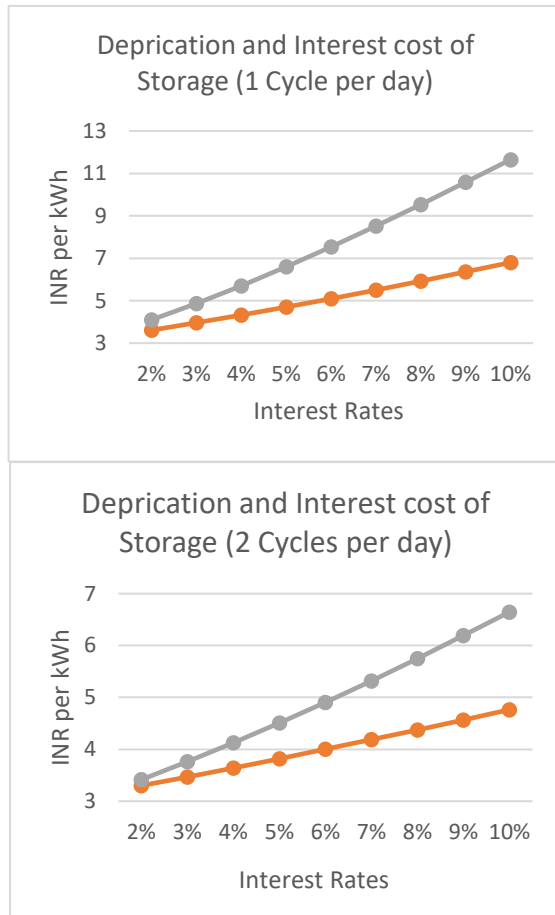 Deprication and Interest cost of
Storage (1 Cycle per day)
13
11
9
7
5
3
INR per kWh
2% 3% 4% 5% 6% 7% 8% 9% 10%
Interest Rates
Deprication and Interest cost of
Storage (2 Cycles per day)
7
6
5
4
3
INR per kWh
2% 3% 4% 5% 6% 7% 8% 9% 10%
Interest Rates